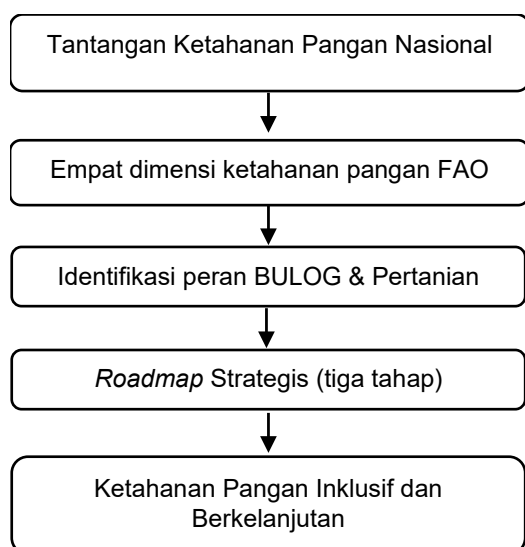 Tantangan Ketahanan Pangan Nasional
Empat dimensi ketahanan pangan FAO
Identifikasi peran BULOG & Pertanian
Roadmap Strategis (tiga tahap)
Ketahanan Pangan Inklusif dan
Berkelanjutan